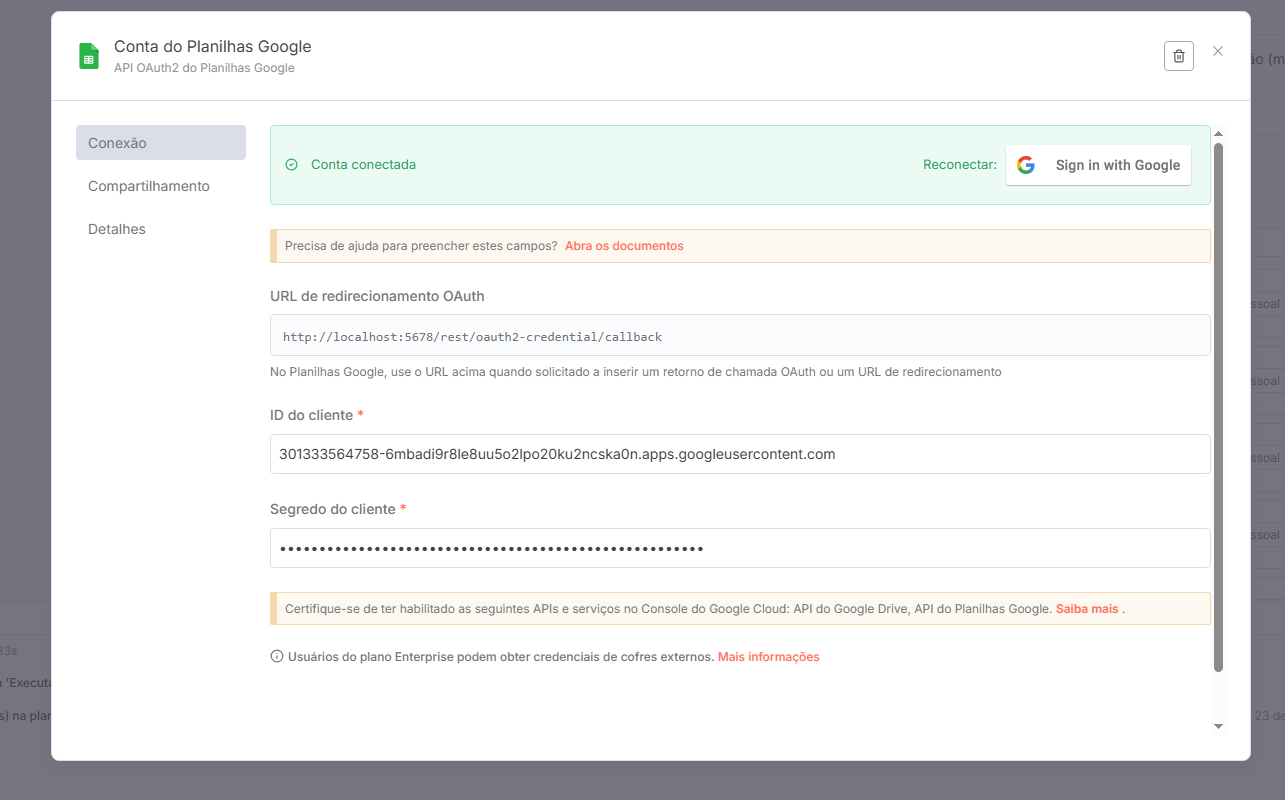 Conta do Planilhas Google
API OAuth2 do Planilhas Google
Conexão
Compartilhamento
Detalhes
Conta conectada
Reconectar:
Sign in with Google
Precisa de ajuda para preencher estes campos? Abra os documentos
URL de redirecionamento OAuth
http://localhost:5678/rest/oauth2-credential/callback
No Planilhas Google, use o URL acima quando solicitado a inserir um retorno de chamada OAuth ou um URL de redirecionamento
ID do cliente *
301333564758-6mbadi9r8le8uu5o2lpo20ku2ncska0n.apps.googleusercontent.com
Segredo do cliente *
••••••••••••••••••••••••••••••••••••••••••••••••••••••
Certifique-se de ter habilitado as seguintes APIs e serviços no Console do Google Cloud: API do Google Drive, API do Planilhas Google. Saiba mais .
Usuários do plano Enterprise podem obter credenciais de cofres externos. Mais informações
ssoal
ssoal
ssoal
ssoal
33s
'Execut
s) na plan
23 de